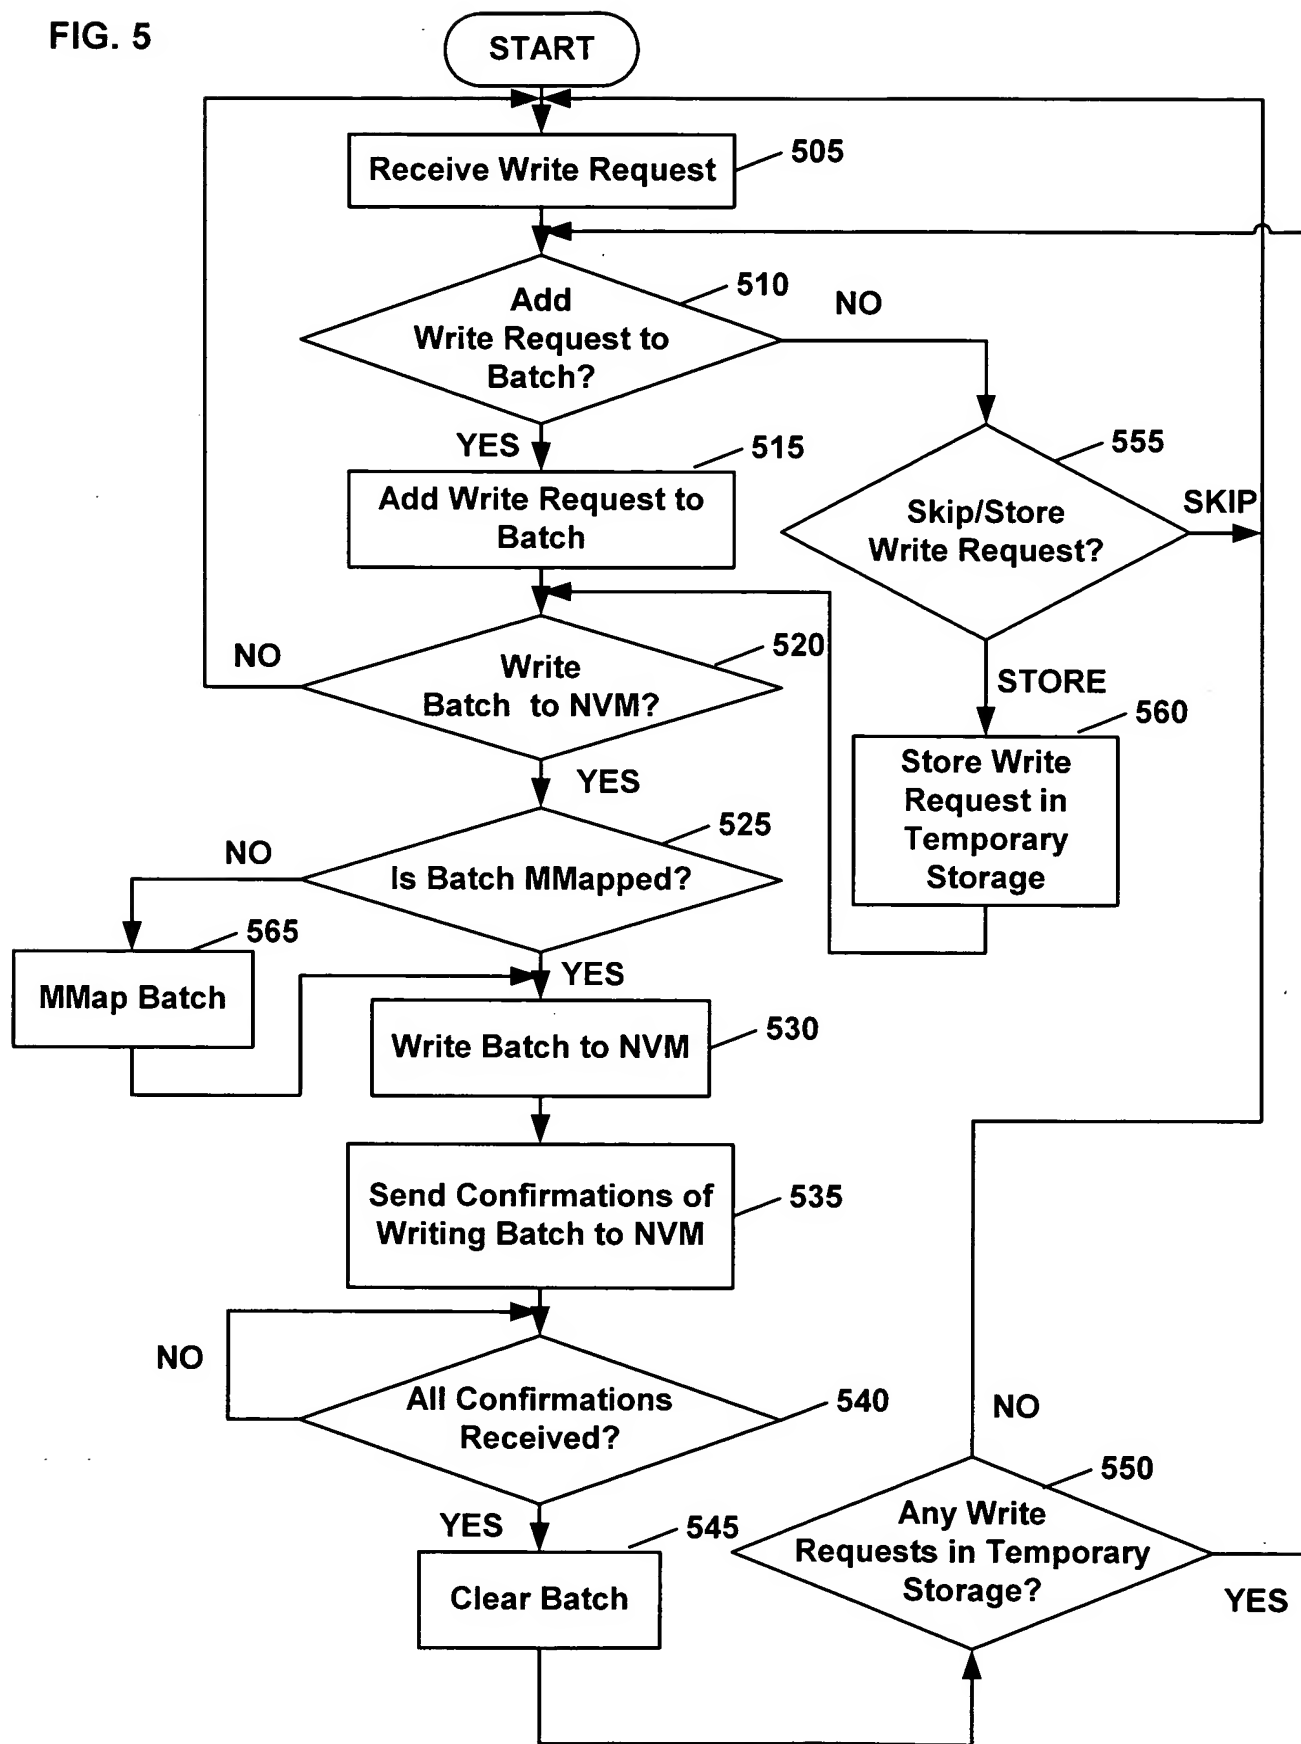 FIG. 5
START
Receive Write Request
505
Add
Write Request to
Batch?
510
NO
YES
515
Add Write Request to
Batch
555
Skip/Store
Write Request?
SKIP
NO
Write
Batch to NVM?
520
STORE
YES
560
Store Write
Request in
Temporary
Storage
NO
Is Batch MMapped?
525
565
MMap Batch
YES
Write Batch to NVM
530
Send Confirmations of
Writing Batch to NVM
535
NO
All Confirmations
Received?
540
NO
YES
545
Clear Batch
550
Any Write
Requests in Temporary
Storage?
YES